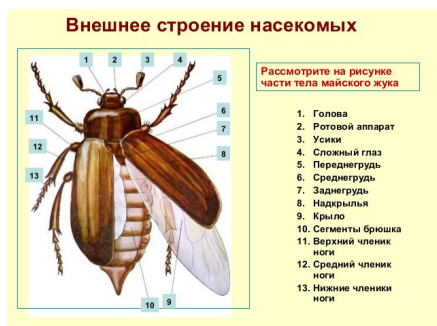 Внешнее строение насекомых
1 2 3 4
5
6
7
8
11
12
13
10 9
Рассмотрите на рисунке
части тела майского жука
1. Голова
2. Ротовой аппарат
3. Усики
4. Сложный глаз
5. Переднегрудь
6. Среднегрудь
7. Заднегрудь
8. Надкрылья
9. Крыло
10. Сегменты брюшка
11. Верхний членик
ноги
12. Средний членик
ноги
13. Нижние членики
ноги